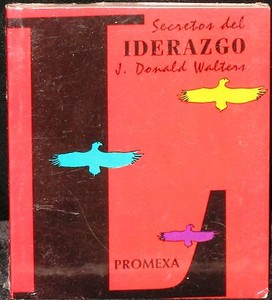 Secretos del
LIDERAZGO
J. Donald Walters
PROMEXA